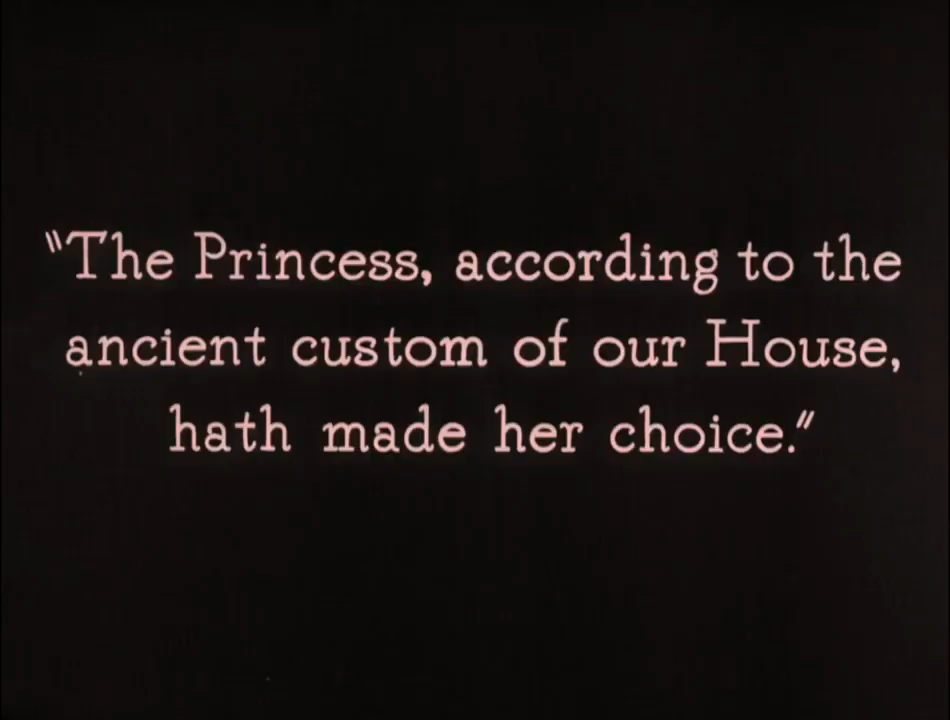 "The Princess, according to the
ancient custom of our House,
hath made her choice."